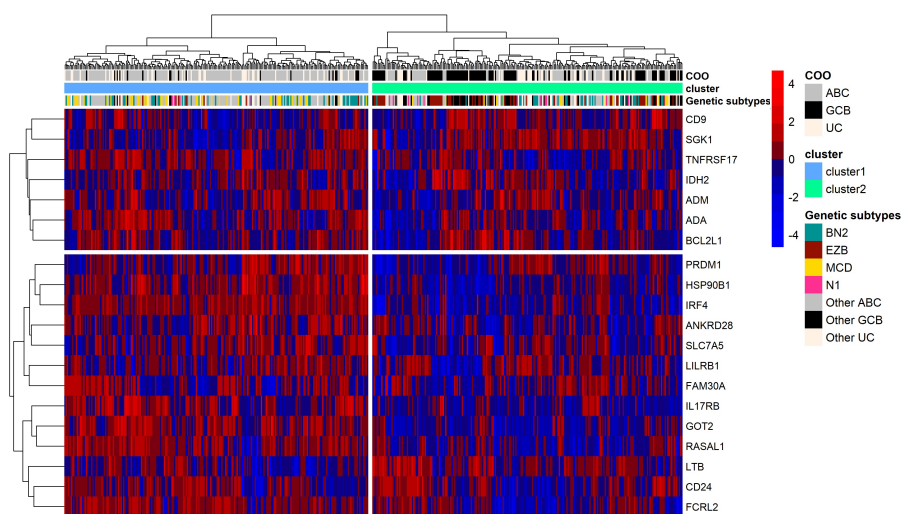 COO
cluster
Genetic subtypes
CD9
SGK1
TNFRSF17
IDH2
ADM
ADA
BCL2L1
PRDM1
HSP90B1
IRF4
ANKRD28
SLC7A5
LILRB1
FAM30A
IL17RB
GOT2
RASAL1
LTB
CD24
FCRL2
4
2
0
-2
-4
COO
ABC
GCB
UC
cluster
cluster1
cluster2
Genetic subtypes
BN2
EZB
MCD
N1
Other ABC
Other GCB
Other UC